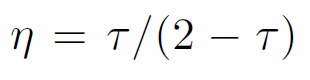 η = τ/(2 − τ)